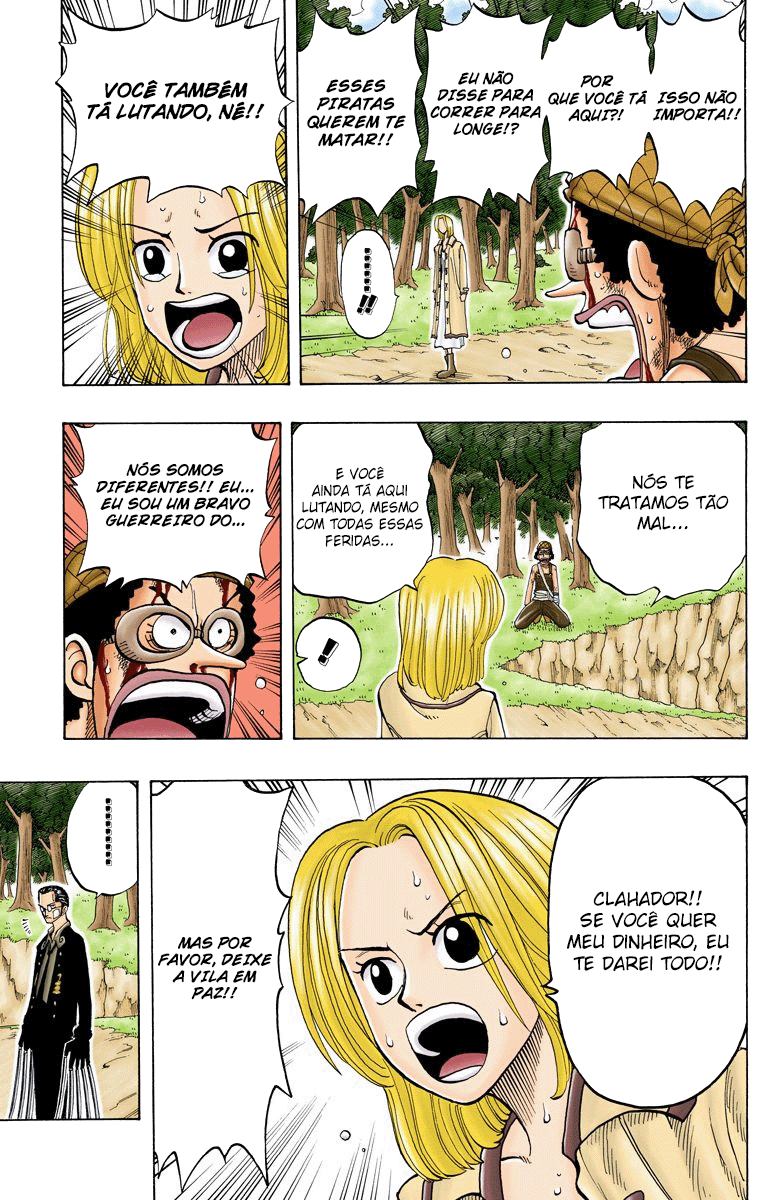 ISSO NÃO
IMPORTA!!
POR
QUE VOCÊ TÁ
AQUI?!
EU NÃO
DISSE PARA
CORRER PARA
LONGE!?
ESSES
PIRATAS
QUEREM TE
MATAR!!
......!!
VOCÊ TAMBÉM
TÁ LUTANDO, NÉ!!
NÓS TE
TRATAMOS TÃO
MAL...
E VOCÊ
AINDA TÁ AQUI
LUTANDO, MESMO
COM TODAS ESSAS
FERIDAS...
!!
NÓS SOMOS
DIFERENTES!! EU...
EU SOU UM BRAVO
GUERREIRO DO...
CLAHADOR!!
SE VOCÊ QUER
MEU DINHEIRO, EU
TE DAREI TODO!!
MAS POR
FAVOR, DEIXE
A VILA EM
PAZ!!
.........